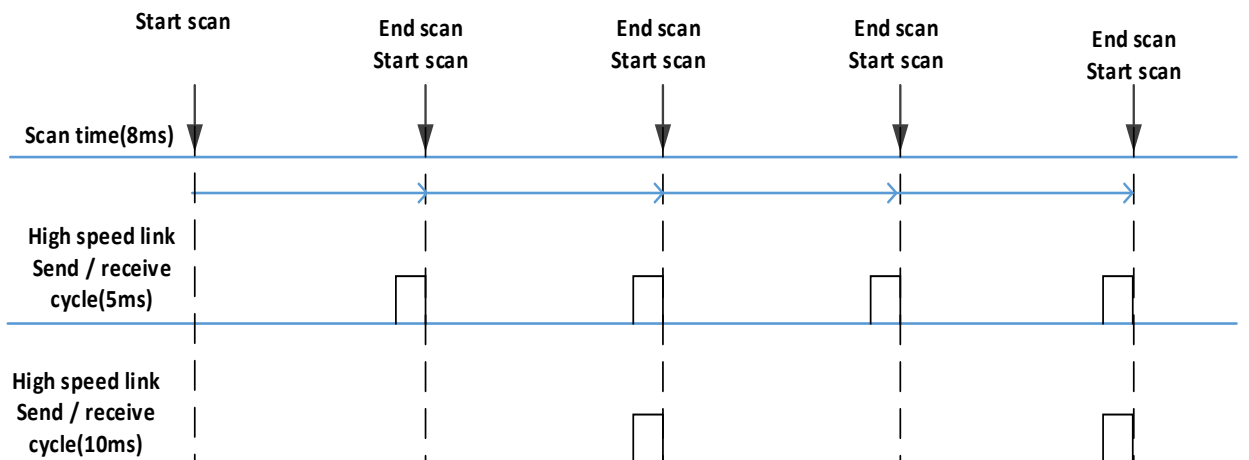 Start scan
End scan
Start scan
End scan
Start scan
End scan
Start scan
End scan
Start scan
Scan time(8ms)
High speed link
Send / receive
cycle(5ms)
High speed link
Send / receive
cycle(10ms)